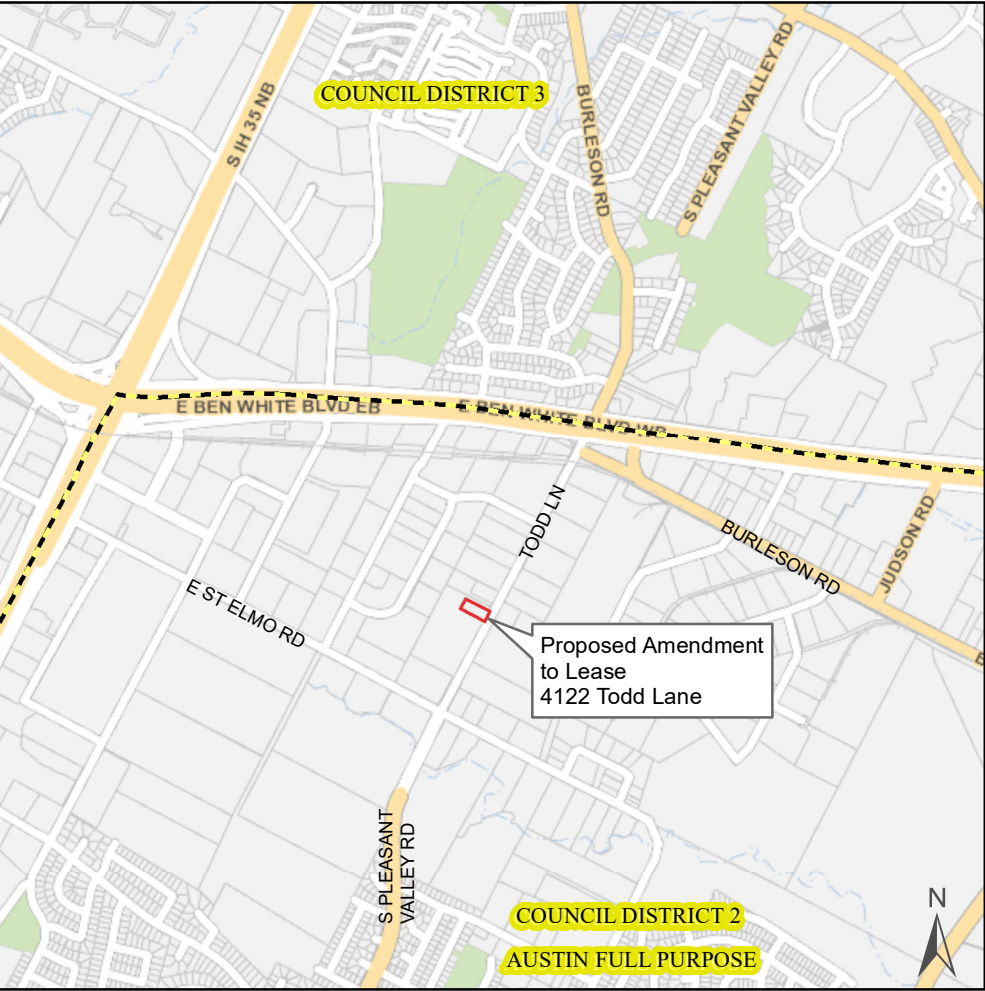 COUNCIL DISTRICT 3
S IH 35 NB
BURLESON RD
S PLEASANT VALLEY RD
E BEN WHITE BLVD EB
E BEN WHITE BLVD WB
TODD LN
BURLESON RD
JUDSON RD
E ST ELMO RD
Proposed Amendment
to Lease
4122 Todd Lane
S PLEASANT
VALLEY RD
COUNCIL DISTRICT 2
AUSTIN FULL PURPOSE
N